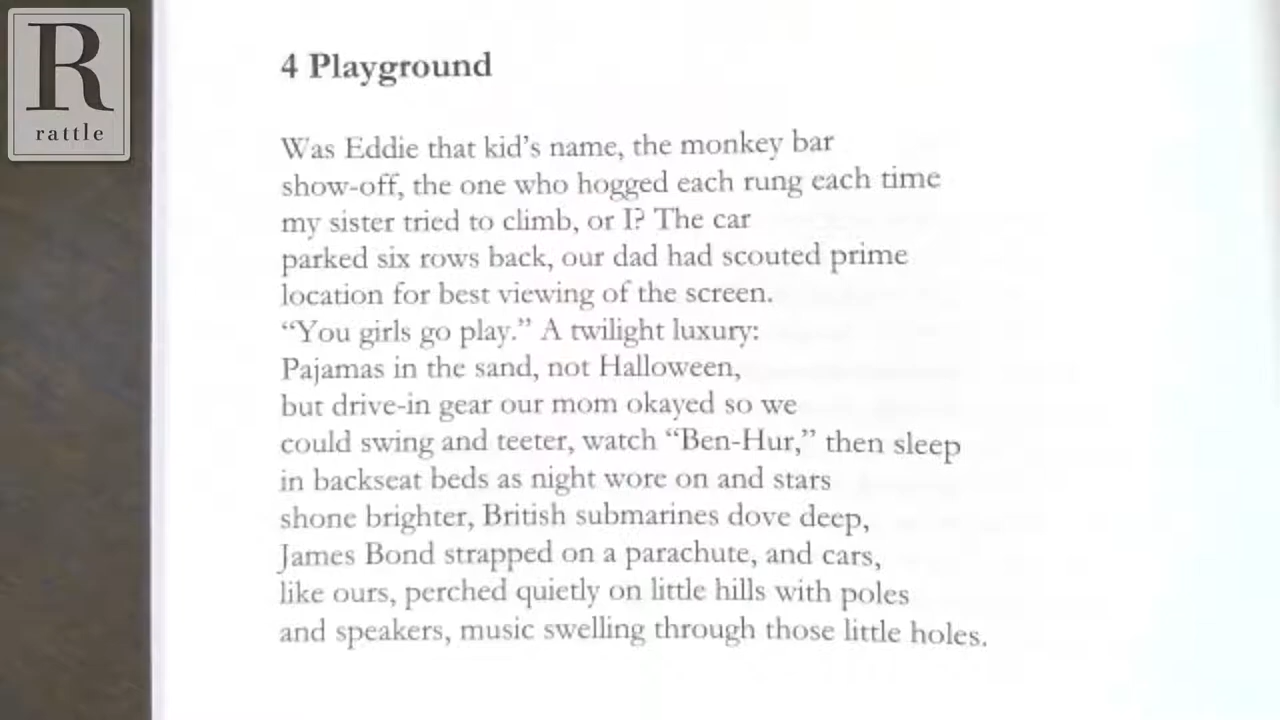 R
rattle
4 Playground
Was Eddie that kid’s name, the monkey bar
show-off, the one who hogged each rung each time
my sister tried to climb, or I? The car
parked six rows back, our dad had scouted prime
location for best viewing of the screen.
“You girls go play.” A twilight luxury:
Pajamas in the sand, not Halloween,
but drive-in gear our mom okayed so we
could swing and teeter, watch “Ben-Hur,” then sleep
in backseat beds as night wore on and stars
shone brighter, British submarines dove deep,
James Bond strapped on a parachute, and cars,
like ours, perched quietly on little hills with poles
and speakers, music swelling through those little holes.